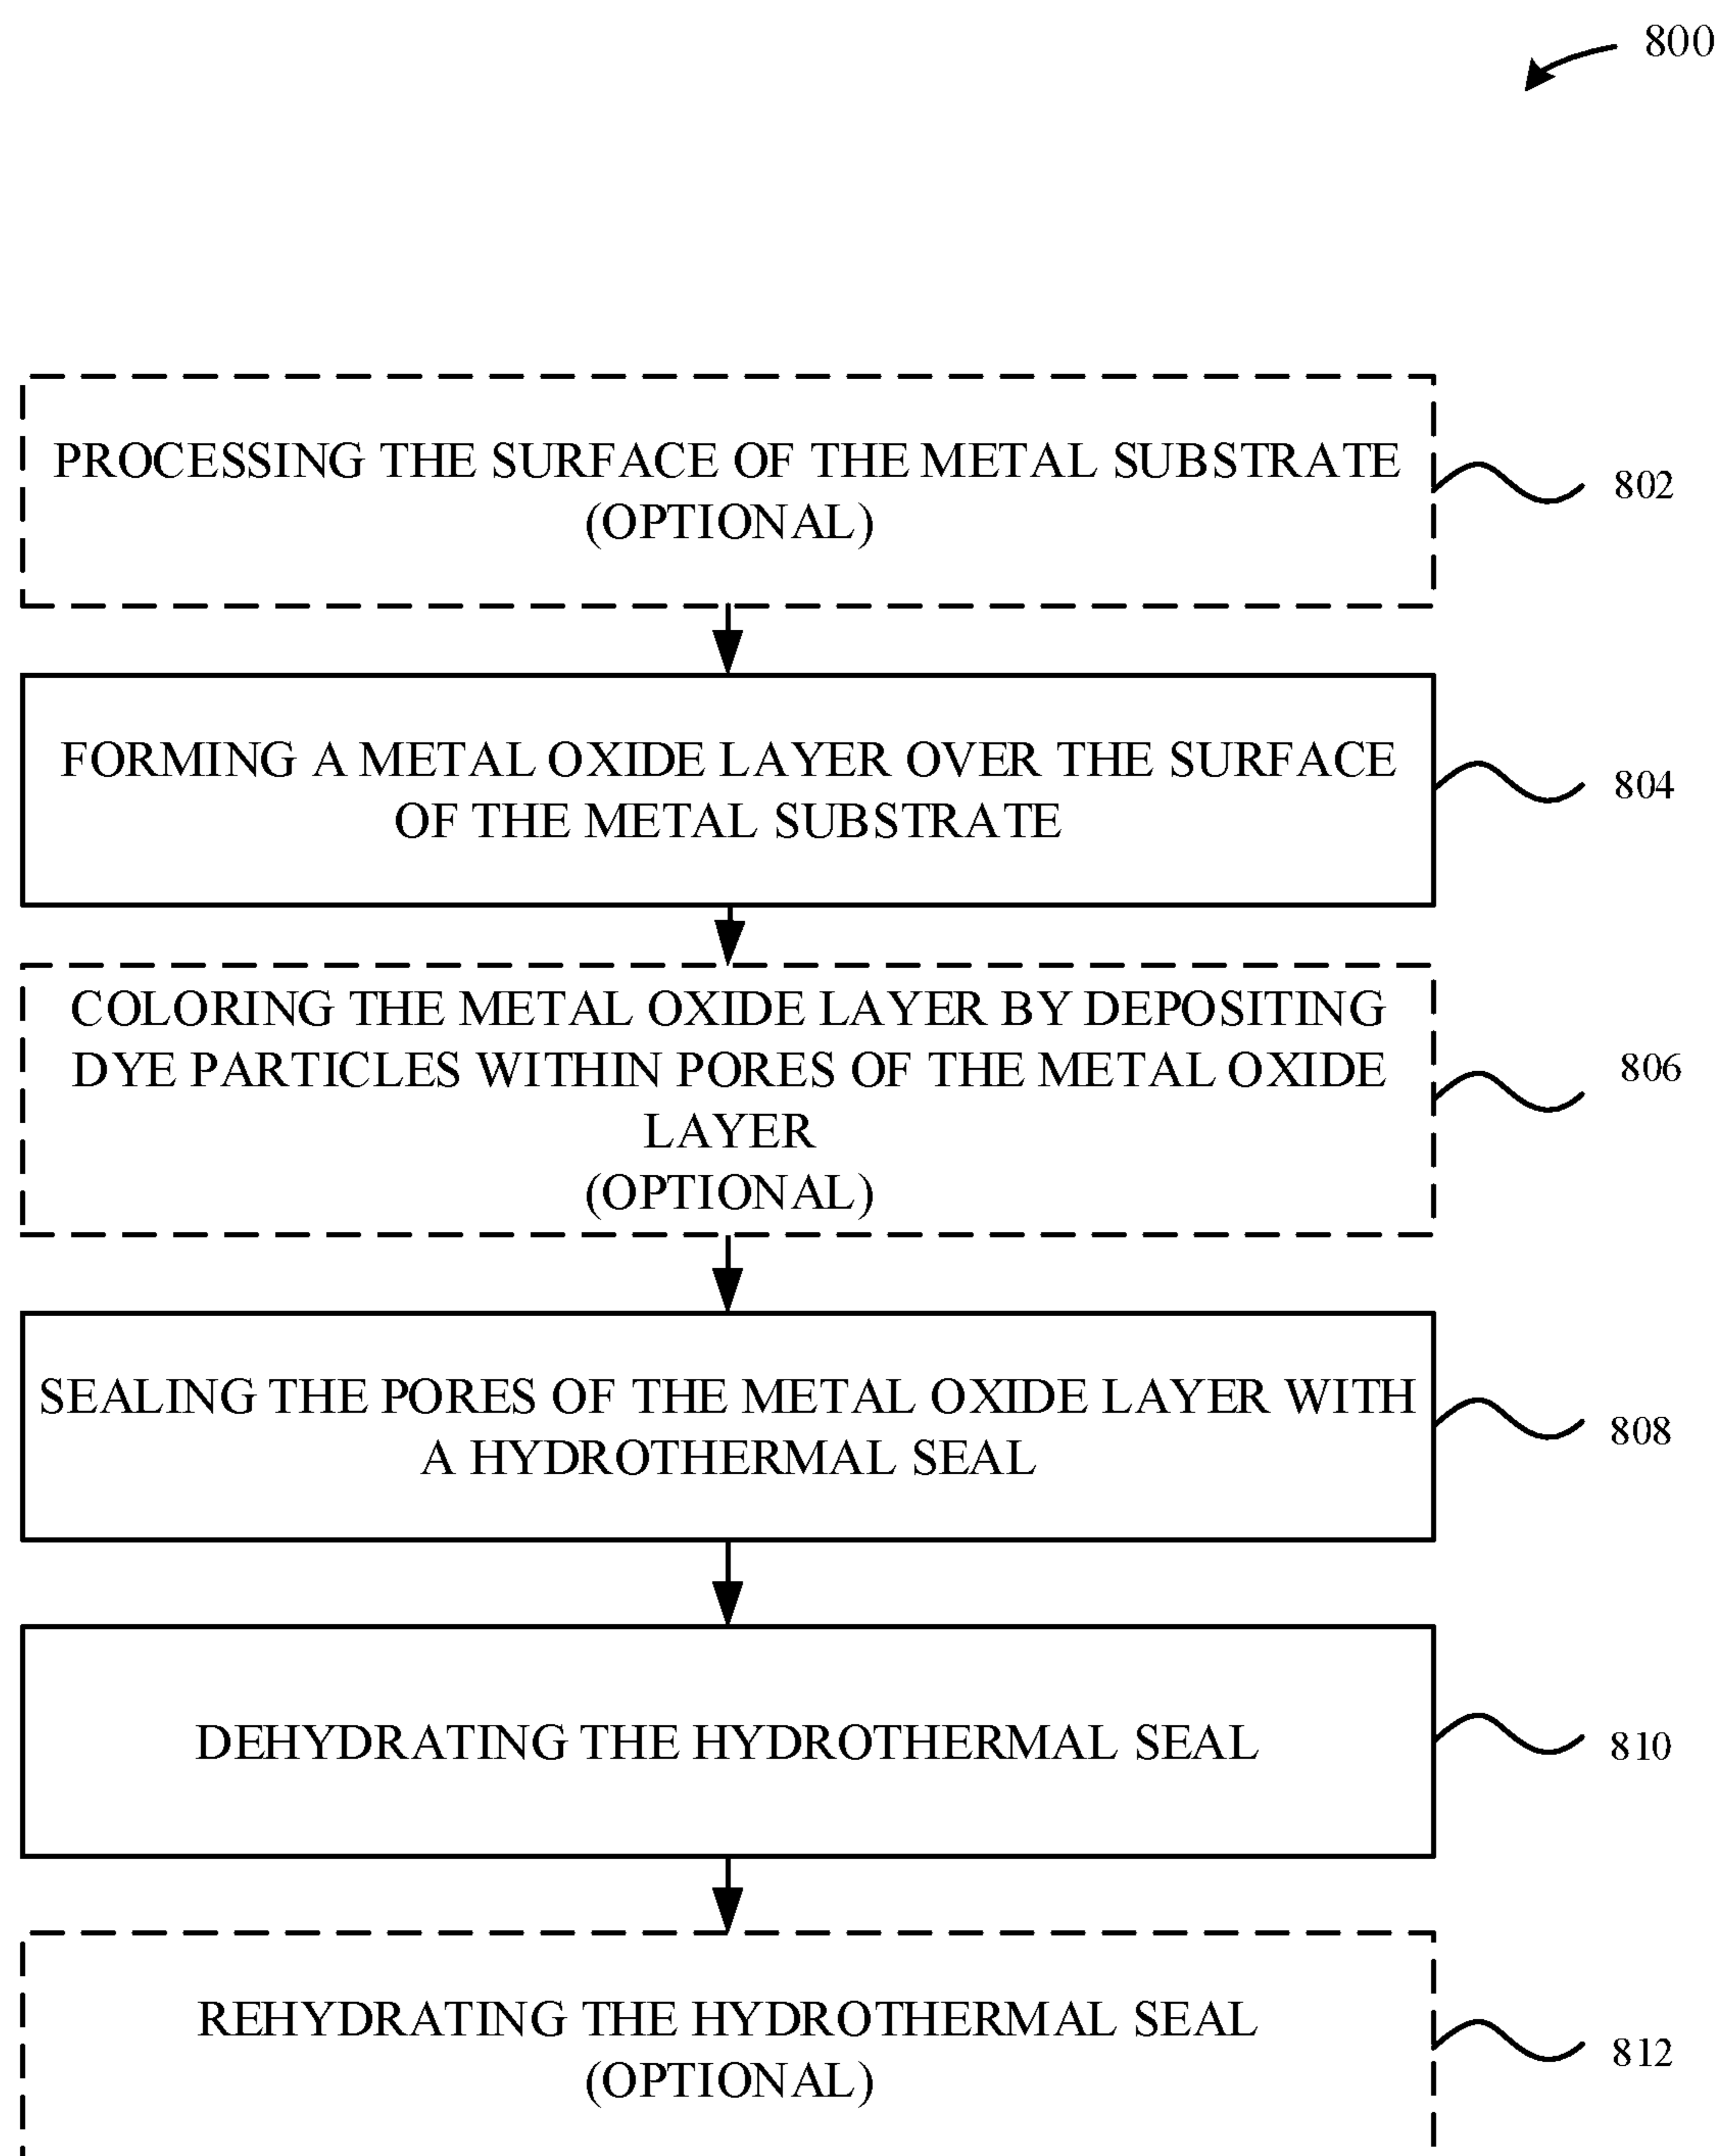 800
PROCESSING THE SURFACE OF THE METAL SUBSTRATE
(OPTIONAL)
802
FORMING A METAL OXIDE LAYER OVER THE SURFACE
OF THE METAL SUBSTRATE
804
COLORING THE METAL OXIDE LAYER BY DEPOSITING
DYE PARTICLES WITHIN PORES OF THE METAL OXIDE
LAYER
(OPTIONAL)
806
SEALING THE PORES OF THE METAL OXIDE LAYER WITH
A HYDROTHERMAL SEAL
808
DEHYDRATING THE HYDROTHERMAL SEAL
810
REHYDRATING THE HYDROTHERMAL SEAL
(OPTIONAL)
812